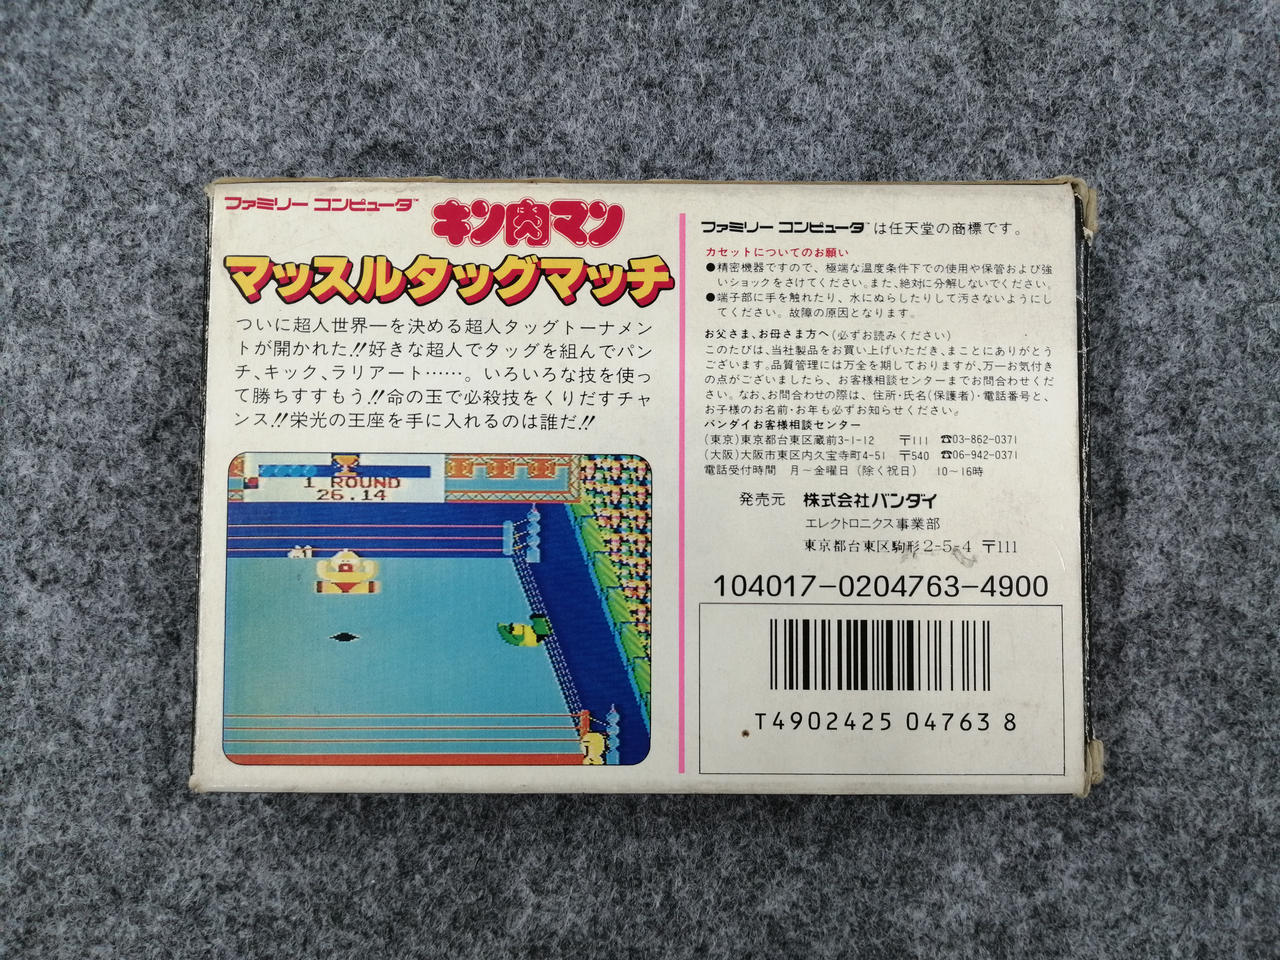 ファミリー コンピュータ™ キン肉マン
マッスルタッグマッチ
ついに超人世界一を決める超人タッグトーナメン
トが開かれた!!好きな超人でタッグを組んでパン
チ、キック、ラリアート……。いろいろな技を使っ
て勝ちすすもう!!命の玉で必殺技をくりだすチャ
ンス!!栄光の王座を手に入れるのは誰だ!!
1 ROUND
26.14
ファミリー コンピュータ™は任天堂の商標です。
カセットについてのお願い
●精密機器ですので、極端な温度条件下での使用や保管および強
いショックをさけてください。また、絶対に分解しないでください。
●端子部に手を触れたり、水にぬらしたりして汚さないようにし
てください。故障の原因となります。
お父さま、お母さま方へ(必ずお読みください)
このたびは、当社製品をお買い上げいただき、まことにありがとう
ございます。品質管理には万全を期しておりますが、万一お気付き
の点がございましたら、お客様相談センターまでお問合わせくだ
さい。なお、お問合わせの際は、住所・氏名(保護者)・電話番号と、
お子様のお名前・お年も必ずお知らせください。
バンダイお客様相談センター
(東京)東京都台東区蔵前3-1-12 〒111 ☎03-862-0371
(大阪)大阪市東区内久宝寺町4-51 〒540 ☎06-942-0371
電話受付時間 月~金曜日(除く祝日) 10~16時
発売元 株式会社バンダイ
エレクトロニクス事業部
東京都台東区駒形2-5-4 〒111
104017-0204763-4900
T4902425 04763 8